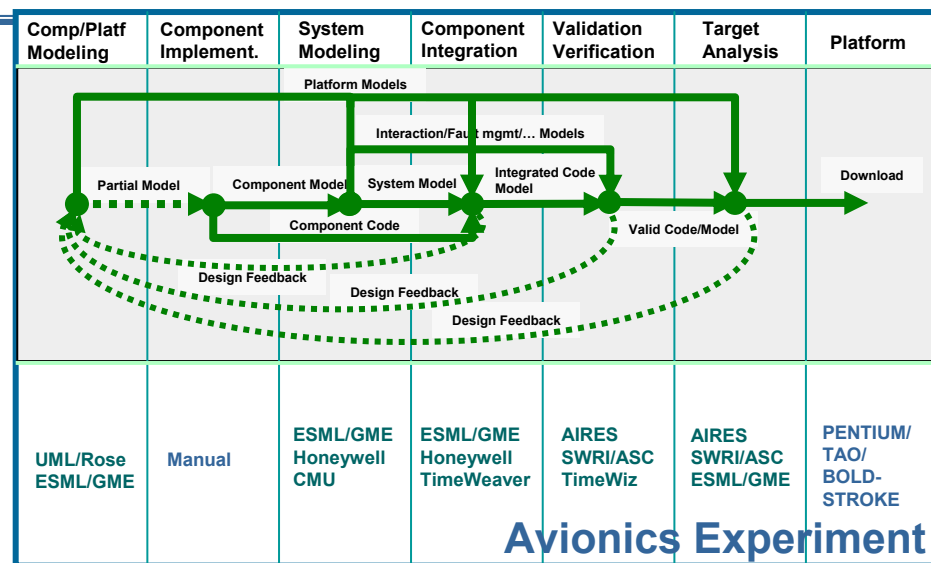 Comp/Platf
Modeling
Component
Implement.
System
Modeling
Component
Integration
Validation
Verification
Target
Analysis
Platform
Platform Models
Interaction/Fault mgmt/… Models
Partial Model
Component Model
System Model
Integrated Code
Model
Download
Component Code
Valid Code/Model
Design Feedback
Design Feedback
Design Feedback
UML/Rose
ESML/GME
Manual
ESML/GME
Honeywell
CMU
ESML/GME
Honeywell
TimeWeaver
AIRES
SWRI/ASC
TimeWiz
AIRES
SWRI/ASC
ESML/GME
PENTIUM/
TAO/
BOLD-
STROKE
Avionics Experiment